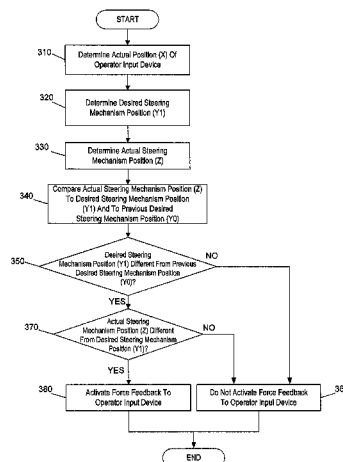 START
310
Determine Actual Position (X) Of
Operator Input Device
320
Determine Desired Steering
Mechanism Position (Y1)
330
Determine Actual Steering
Mechanism Position (Z)
340
Compare Actual Steering Mechanism Position (Z)
To Desired Steering Mechanism Position
(Y1) And To Previous Desired
Steering Mechanism Position (Y0)
350
Desired Steering
Mechanism Position (Y1) Different From Previous
Desired Steering Mechanism Position
(Y0)?
NO
YES
370
Actual Steering
Mechanism Position (Z) Different
From Desired Steering Mechanism
Position (Y1)?
NO
YES
380
Activate Force Feedback To
Operator Input Device
Do Not Activate Force Feedback
To Operator Input Device
36
END